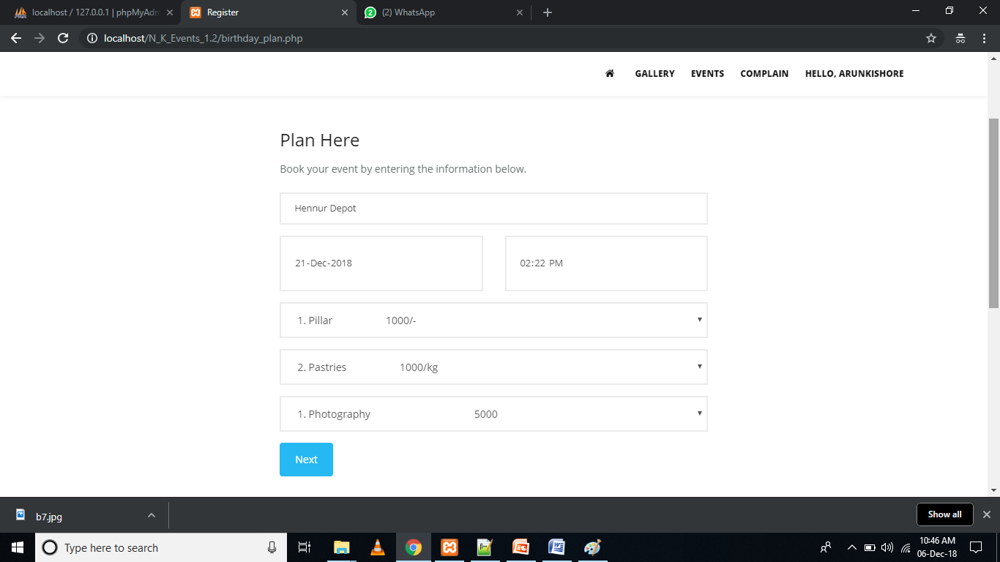 localhost / 127.0.0.1 | phpMyAdm
Register
(2) WhatsApp
localhost/N_K_Events_1.2/birthday_plan.php
GALLERY EVENTS COMPLAIN HELLO, ARUNKISHORE
Plan Here
Book your event by entering the information below.
Hennur Depot
21-Dec-2018 02:22 PM
1. Pillar 1000/-
2. Pastries 1000/kg
1. Photography 5000
Next
b7.jpg
Show all
Type here to search
10:46 AM
06-Dec-18